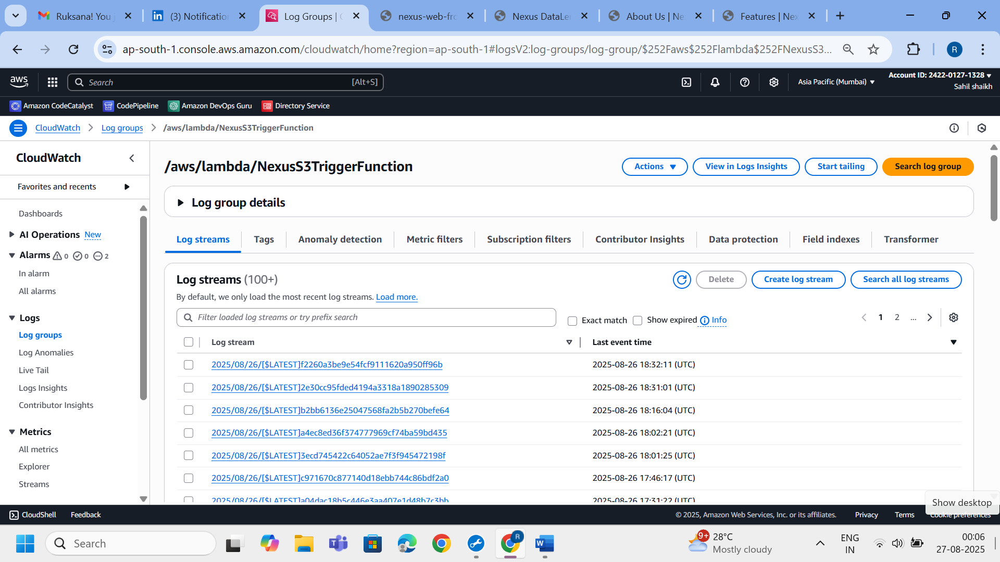 Ruksana! You
(3) Notification
Log Groups |
nexus-web-fro
Nexus DataLe
About Us | Ne
Features | Nex
ap-south-1.console.aws.amazon.com/cloudwatch/home?region=ap-south-1#logsV2:log-groups/log-group/$252Faws$252Flambda$252FNexusS3...
R
aws
Search
[Alt+S]
Asia Pacific (Mumbai)
Account ID: 2422-0127-1328
Sahil shaikh
Amazon CodeCatalyst
CodePipeline
Amazon DevOps Guru
Directory Service
CloudWatch
Log groups
/aws/lambda/NexusS3TriggerFunction
CloudWatch
Favorites and recents
Dashboards
AI Operations New
Alarms 0 0 2
In alarm
All alarms
Logs
Log groups
Log Anomalies
Live Tail
Logs Insights
Contributor Insights
Metrics
All metrics
Explorer
Streams
/aws/lambda/NexusS3TriggerFunction
Actions
View in Logs Insights
Start tailing
Search log group
Log group details
Log streams
Tags
Anomaly detection
Metric filters
Subscription filters
Contributor Insights
Data protection
Field indexes
Transformer
Log streams (100+)
Delete
Create log stream
Search all log streams
By default, we only load the most recent log streams. Load more.
Filter loaded log streams or try prefix search
Exact match
Show expired
Info
1 2 ...
Log stream
Last event time
2025/08/26/[$LATEST]f2260a3be9e54fcf9111620a950ff96b 2025-08-26 18:32:11 (UTC)
2025/08/26/[$LATEST]2e30cc95fded4194a3318a1890285309 2025-08-26 18:31:01 (UTC)
2025/08/26/[$LATEST]b2bb6136e25047568fa2b5b270befe64 2025-08-26 18:16:04 (UTC)
2025/08/26/[$LATEST]a4ec8ed36f374777969cf74ba59bd435 2025-08-26 18:02:21 (UTC)
2025/08/26/[$LATEST]3ecd745422c64052ae7f3f945472198f 2025-08-26 18:01:25 (UTC)
2025/08/26/[$LATEST]c971670c877140d18ebb744c86bdf2a0 2025-08-26 17:46:17 (UTC)
2025/08/26/[$LATEST]a04dac18b5c446e3aa407e1d48b7c3bb 2025-08-26 17:31:22 (UTC)
Show desktop
CloudShell
Feedback
© 2025, Amazon Web Services, Inc. or its affiliates.
Privacy
Terms
Cookie preferences
Search
R
9+
28°C
Mostly cloudy
ENG
IN
00:06
27-08-2025